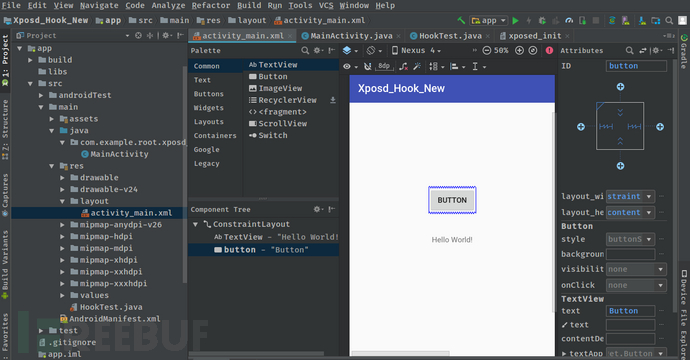 File Edit View Navigate Code Analyze Refactor Build Run Tools VCS Window Help
Xposd_Hook_New app src main res layout activity_main.xml
app
Project
activity_main.xml MainActivity.java HookTest.java xposed_init
1: Project
Z: Structure
Captures
Build Variants
Favorites
app
build
libs
src
androidTest
main
assets
java
com.example.root.xposd_
MainActivity
res
drawable
drawable-v24
layout
activity_main.xml
mipmap-anydpi-v26
mipmap-hdpi
mipmap-mdpi
mipmap-xhdpi
mipmap-xxhdpi
mipmap-xxxhdpi
values
HookTest.java
AndroidManifest.xml
test
.gitignore
app.iml
REEBUF
Palette
Common
Text
Buttons
Widgets
Layouts
Containers
Google
Legacy
Ab TextView
Button
ImageView
RecyclerView
<fragment>
ScrollView
Switch
Component Tree
ConstraintLayout
Ab TextView - "Hello World!
button - "Button"
Nexus 4 50%
8dp
Xposd_Hook_New
BUTTON
Hello World!
Attributes
ID button
layout_wi straint
layout_he content
Button
style buttonS
backgroun
visibilit none
onClick none
TextView
text Button
text
contentDe
textApp et.Button
Gradle
Device File Explorer